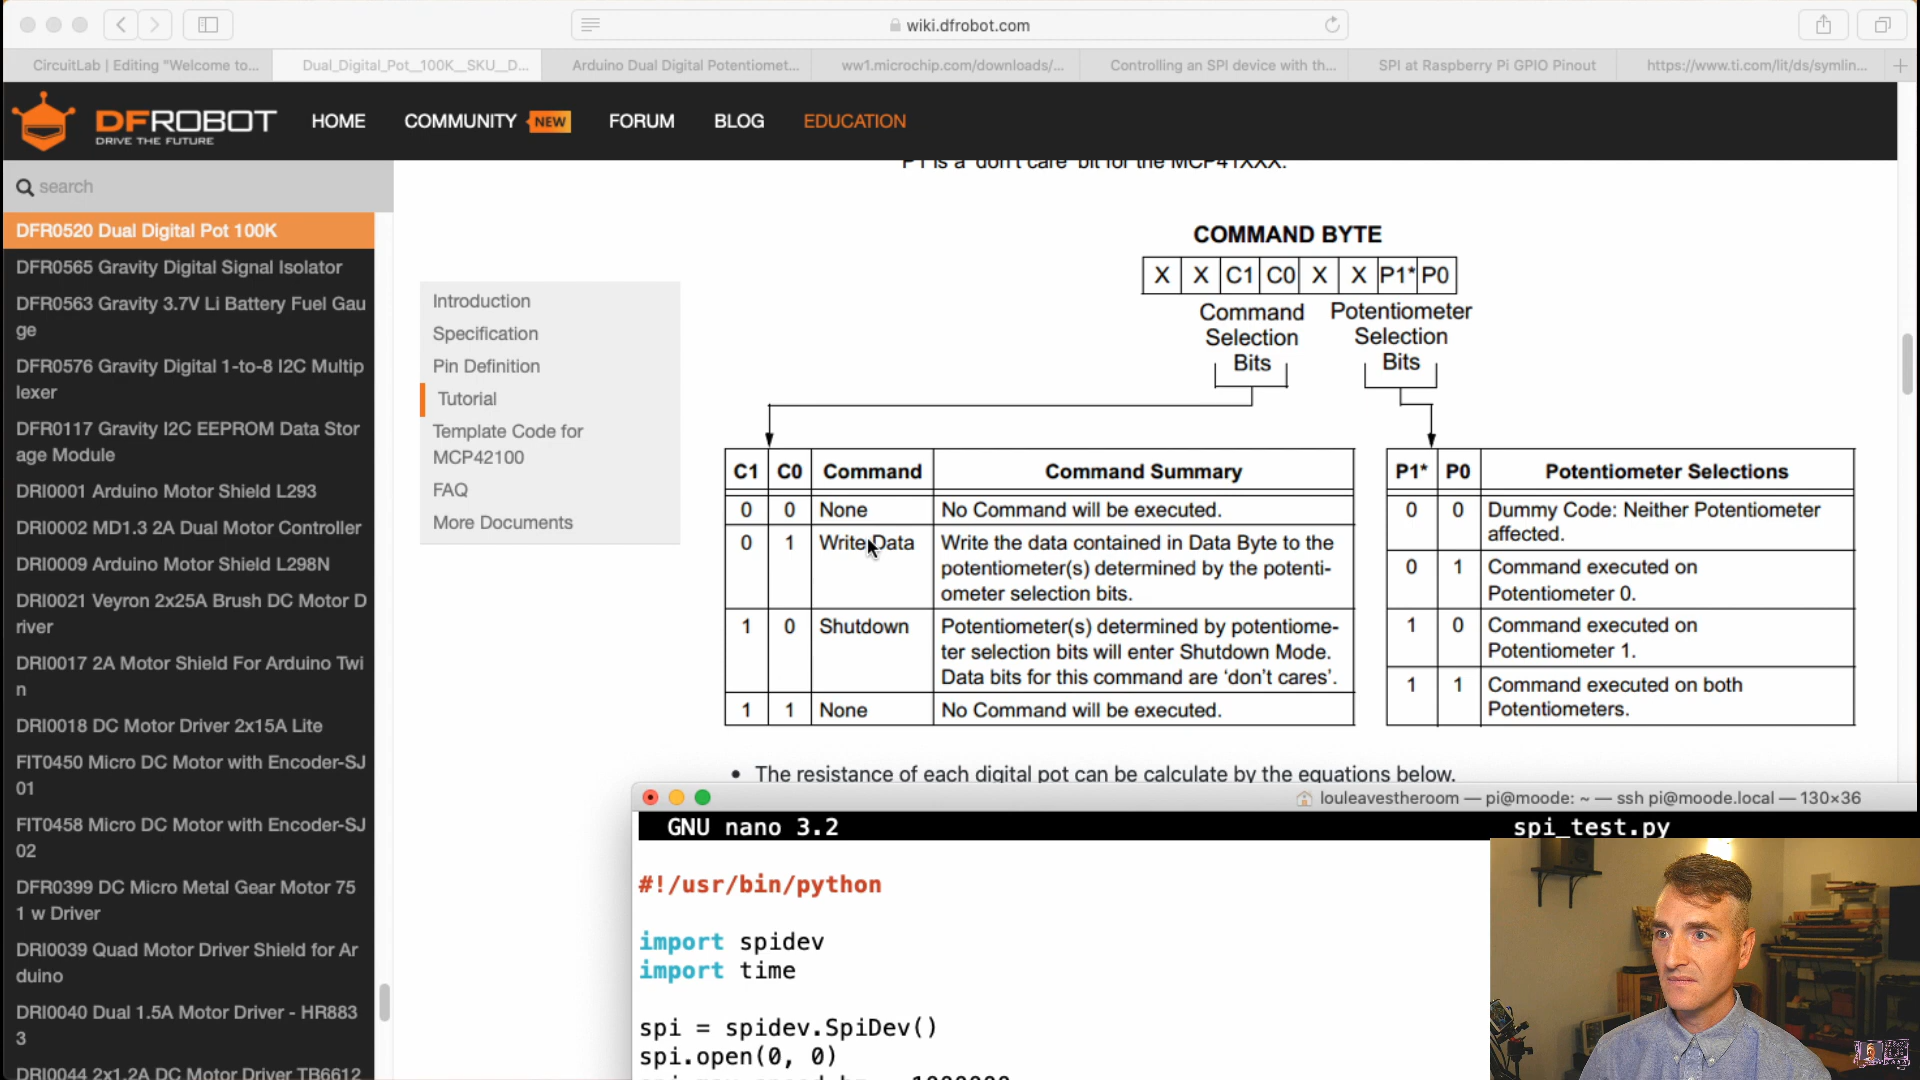 wiki.dfrobot.com
CircuitLab | Editing "Welcome to...
Dual_Digital_Pot__100K__SKU__D...
Arduino Dual Digital Potentiomet...
ww1.microchip.com/downloads/...
Controlling an SPI device with th...
SPI at Raspberry Pi GPIO Pinout
https://www.ti.com/lit/ds/symlin...
DFROBOT
DRIVE THE FUTURE
HOME
COMMUNITY NEW
FORUM
BLOG
EDUCATION
search
DFR0520 Dual Digital Pot 100K
DFR0565 Gravity Digital Signal Isolator
DFR0563 Gravity 3.7V Li Battery Fuel Gau
ge
DFR0576 Gravity Digital 1-to-8 I2C Multip
lexer
DFR0117 Gravity I2C EEPROM Data Stor
age Module
DRI0001 Arduino Motor Shield L293
DRI0002 MD1.3 2A Dual Motor Controller
DRI0009 Arduino Motor Shield L298N
DRI0021 Veyron 2x25A Brush DC Motor D
river
DRI0017 2A Motor Shield For Arduino Twi
n
DRI0018 DC Motor Driver 2x15A Lite
FIT0450 Micro DC Motor with Encoder-SJ
01
FIT0458 Micro DC Motor with Encoder-SJ
02
DFR0399 DC Micro Metal Gear Motor 75
1 w Driver
DRI0039 Quad Motor Driver Shield for Ar
duino
DRI0040 Dual 1.5A Motor Driver - HR883
3
DRI0044 2x1.2A DC Motor Driver TB6612
Introduction
Specification
Pin Definition
Tutorial
Template Code for
MCP42100
FAQ
More Documents
P1 is a 'don't care' bit for the MCP41XXX.
COMMAND BYTE
X X C1 C0 X X P1* P0
Command
Selection
Bits
Potentiometer
Selection
Bits
C1 C0 Command Command Summary
0 0 None No Command will be executed.
0 1 Write Data Write the data contained in Data Byte to the
potentiometer(s) determined by the potenti-
ometer selection bits.
1 0 Shutdown Potentiometer(s) determined by potentiome-
ter selection bits will enter Shutdown Mode.
Data bits for this command are 'don't cares'.
1 1 None No Command will be executed.
P1* P0 Potentiometer Selections
0 0 Dummy Code: Neither Potentiometer
affected.
0 1 Command executed on
Potentiometer 0.
1 0 Command executed on
Potentiometer 1.
1 1 Command executed on both
Potentiometers.
• The resistance of each digital pot can be calculate by the equations below.
louleavestheroom — pi@moode: ~ — ssh pi@moode.local — 130×36
GNU nano 3.2 spi_test.py
#!/usr/bin/python
import spidev
import time
spi = spidev.SpiDev()
spi.open(0, 0)